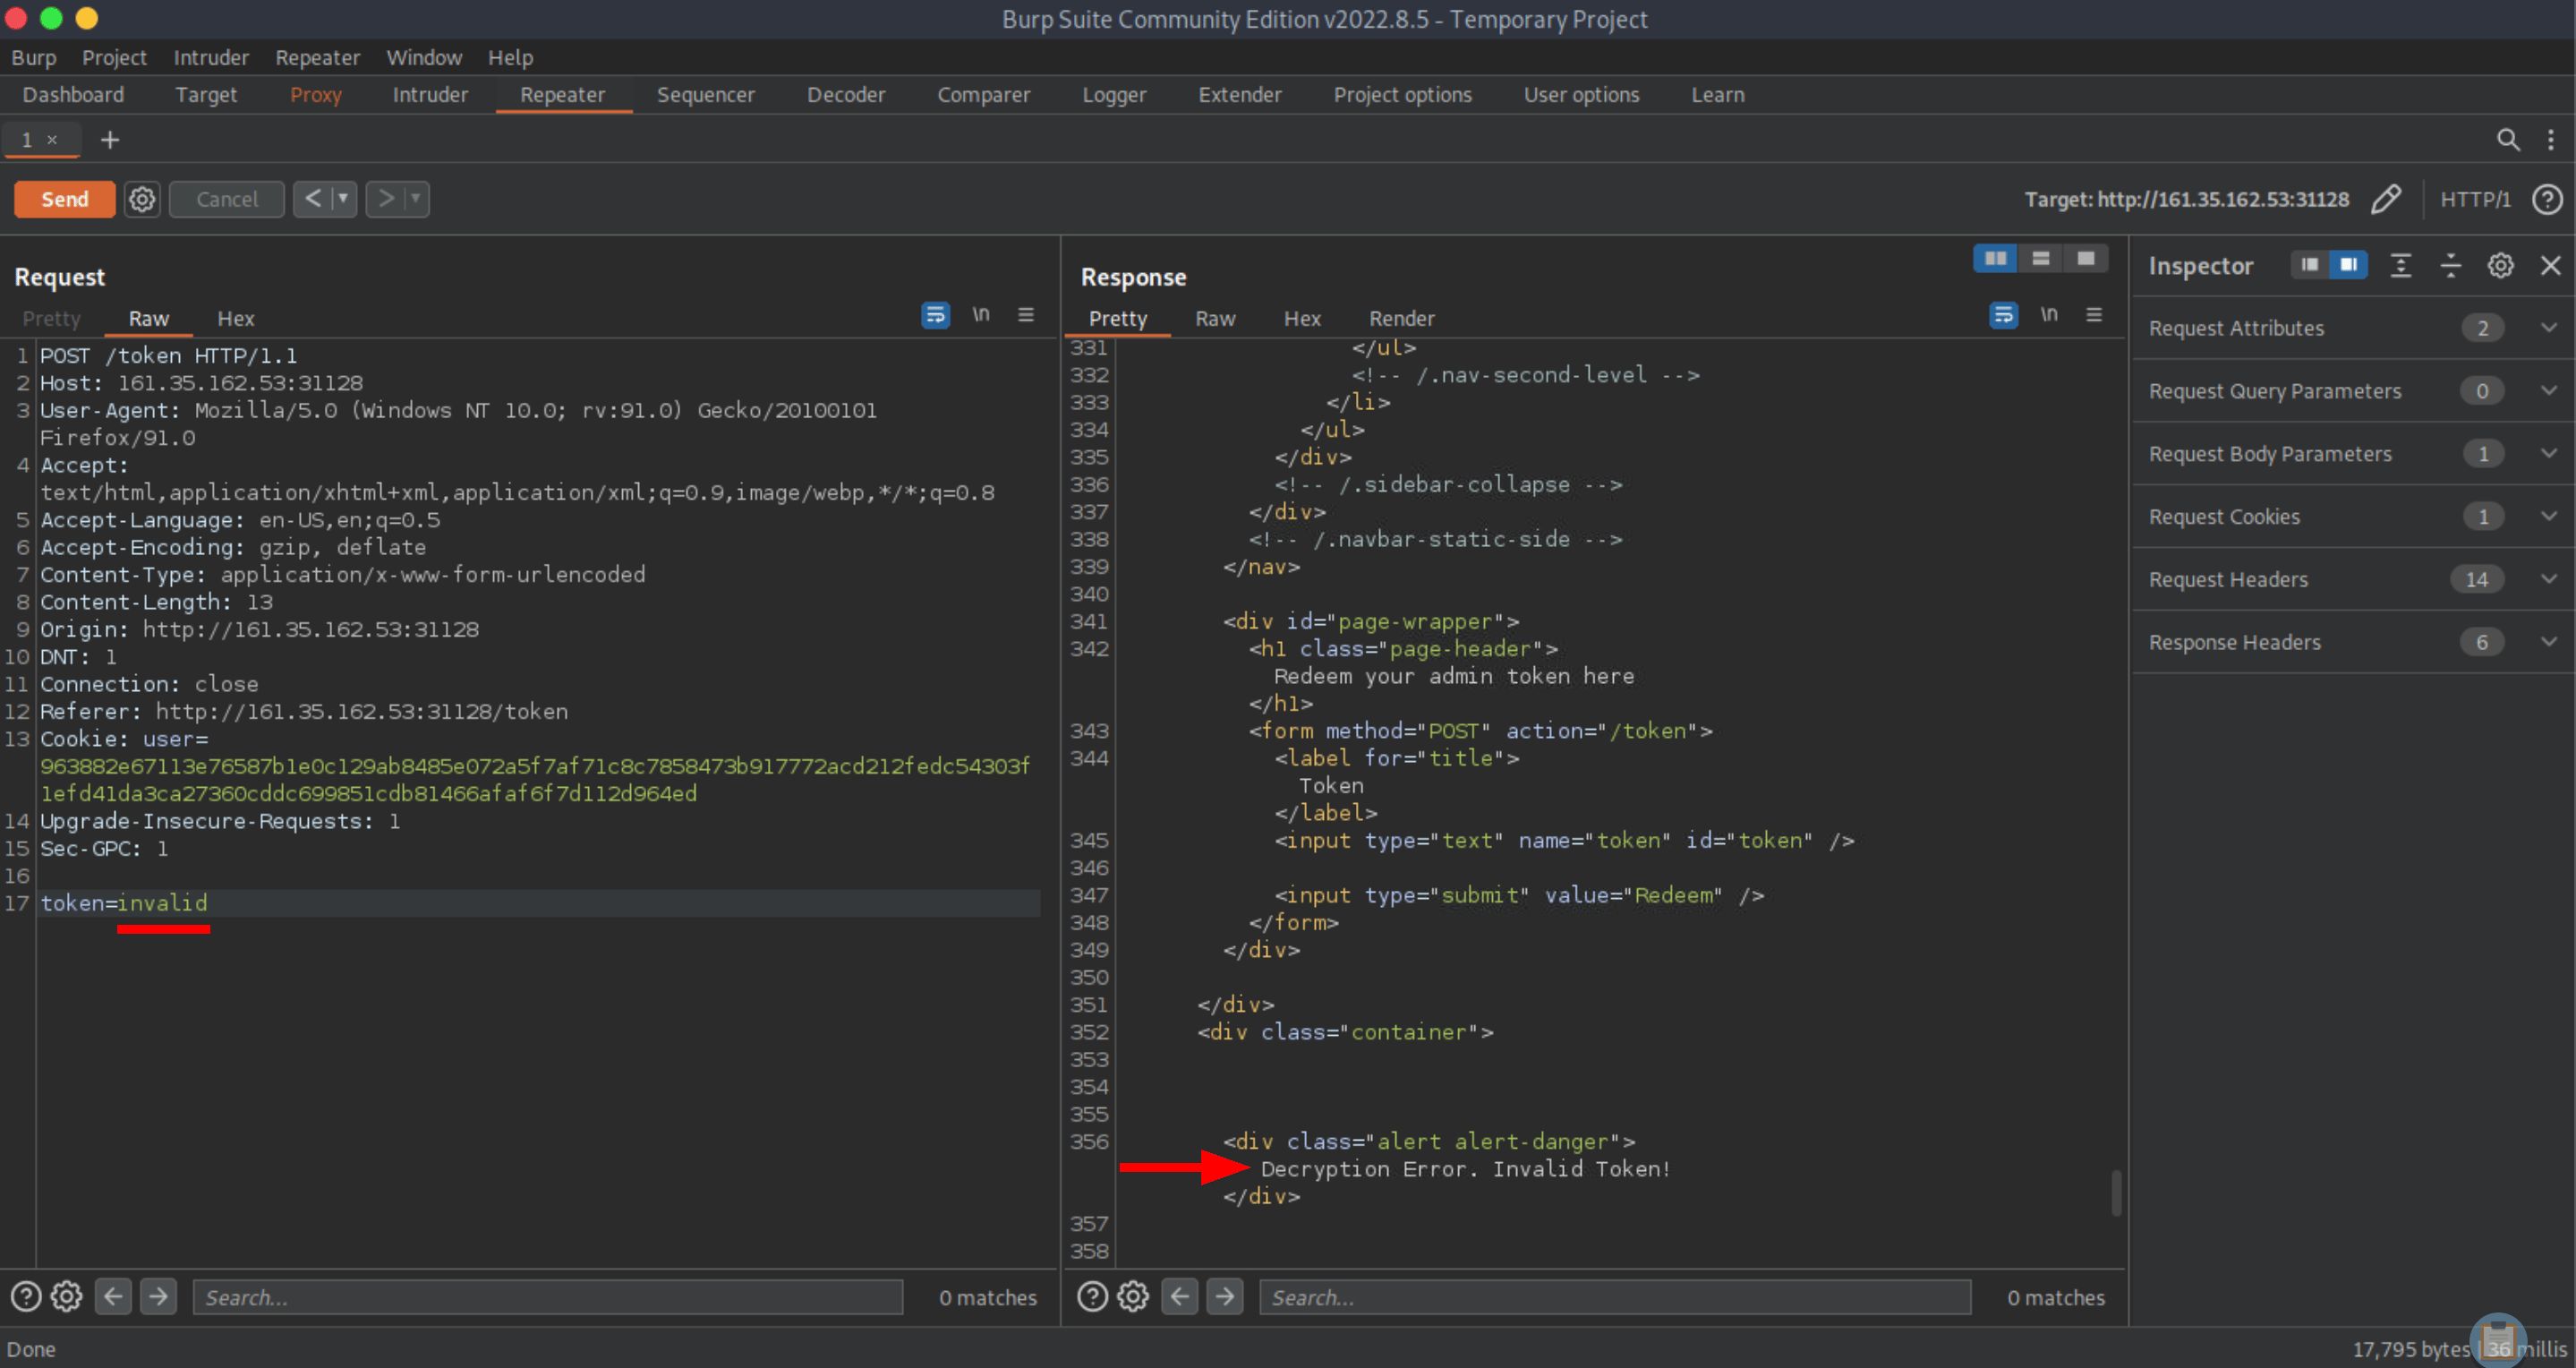 Burp Suite Community Edition v2022.8.5 - Temporary Project
Burp Project Intruder Repeater Window Help
Dashboard Target Proxy Intruder Repeater Sequencer Decoder Comparer Logger Extender Project options User options Learn
1 × +
Send Cancel < > Target: http://161.35.162.53:31128 HTTP/1 ?
Request
Pretty Raw Hex \n
1 POST /token HTTP/1.1
2 Host: 161.35.162.53:31128
3 User-Agent: Mozilla/5.0 (Windows NT 10.0; rv:91.0) Gecko/20100101
Firefox/91.0
4 Accept:
text/html,application/xhtml+xml,application/xml;q=0.9,image/webp,*/*;q=0.8
5 Accept-Language: en-US,en;q=0.5
6 Accept-Encoding: gzip, deflate
7 Content-Type: application/x-www-form-urlencoded
8 Content-Length: 13
9 Origin: http://161.35.162.53:31128
10 DNT: 1
11 Connection: close
12 Referer: http://161.35.162.53:31128/token
13 Cookie: user=
963882e67113e76587b1e0c129ab8485e072a5f7af71c8c7858473b917772acd212fedc54303f
1efd41da3ca27360cddc699851cdb81466afaf6f7d112d964ed
14 Upgrade-Insecure-Requests: 1
15 Sec-GPC: 1
16
17 token=invalid
Search... 0 matches
Response
Pretty Raw Hex Render \n
331 </ul>
332 <!-- /.nav-second-level -->
333 </li>
334 </ul>
335 </div>
336 <!-- /.sidebar-collapse -->
337 </div>
338 <!-- /.navbar-static-side -->
339 </nav>
340
341 <div id="page-wrapper">
342 <h1 class="page-header">
Redeem your admin token here
</h1>
343 <form method="POST" action="/token">
344 <label for="title">
Token
</label>
345 <input type="text" name="token" id="token" />
346
347 <input type="submit" value="Redeem" />
348 </form>
349 </div>
350
351 </div>
352 <div class="container">
353
354
355
356 <div class="alert alert-danger">
Decryption Error. Invalid Token!
</div>
357
358
Search... 0 matches
Inspector
Request Attributes 2
Request Query Parameters 0
Request Body Parameters 1
Request Cookies 1
Request Headers 14
Response Headers 6
Done
17,795 bytes | 36 millis